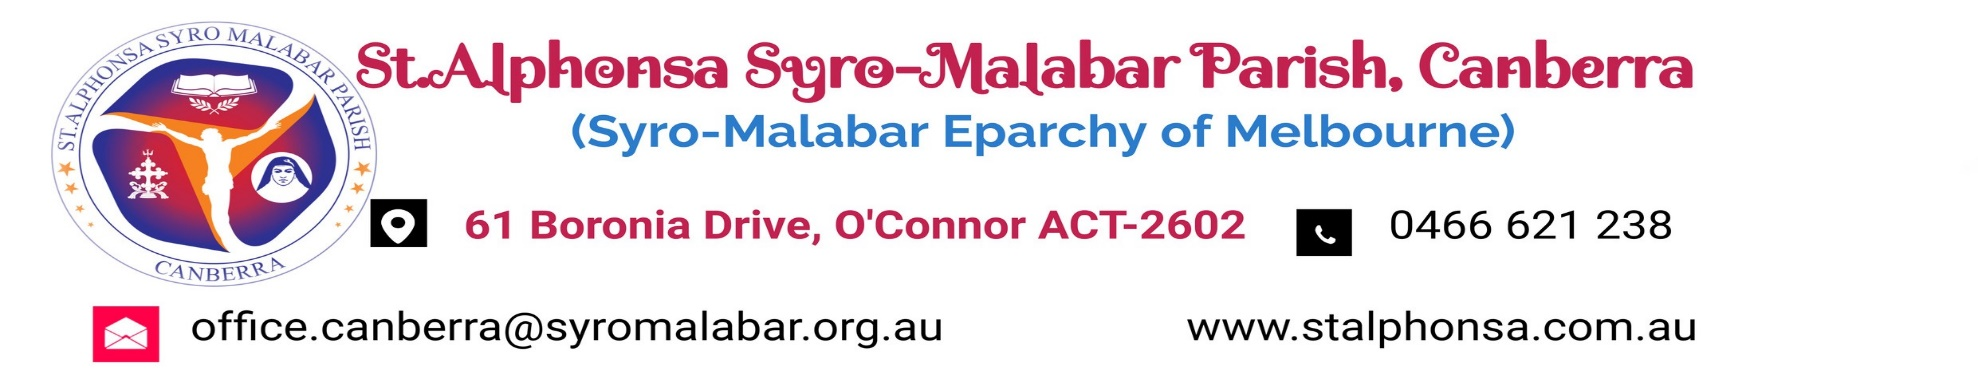 ST.ALPHONSA SYRO MALABAR PARISH
CANBERRA
St.Alphonsa Syro-Malabar Parish, Canberra
(Syro-Malabar Eparchy of Melbourne)
61 Boronia Drive, O'Connor ACT-2602
0466 621 238
office.canberra@syromalabar.org.au
www.stalphonsa.com.au